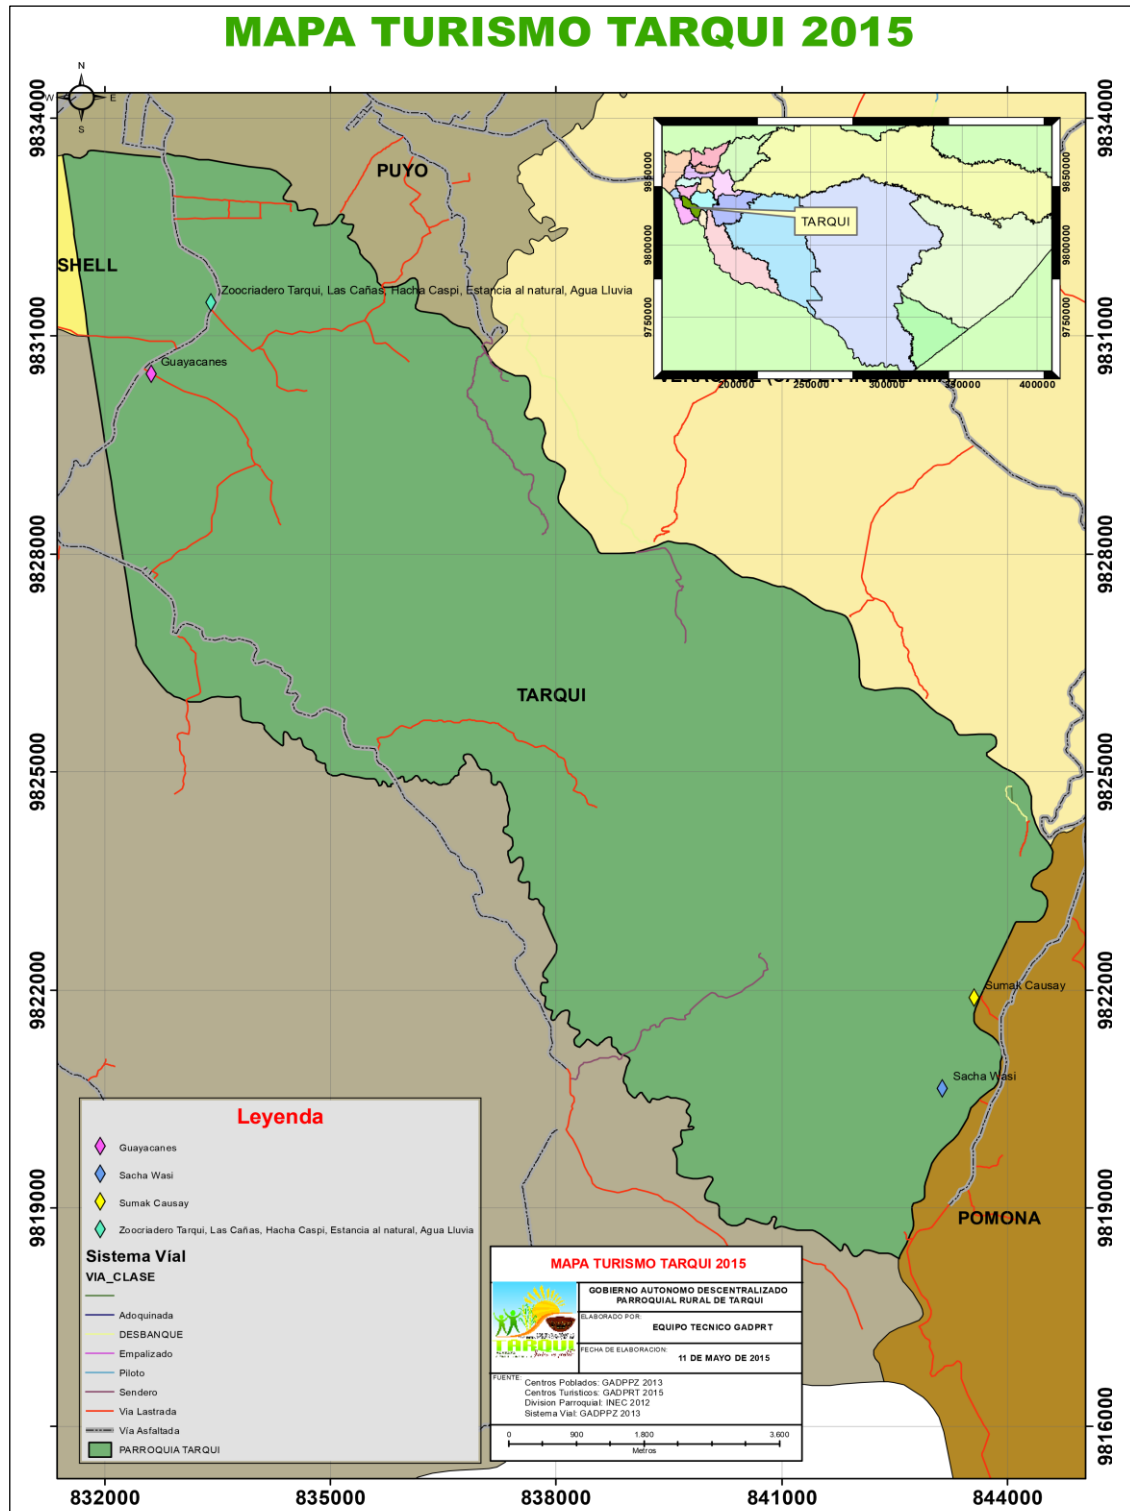 MAPA TURISMO TARQUI 2015
N
W E
S
9834000
9834000
PUYO
9850000
9850000
TARQUI
9800000
9800000
SHELL
Zoocriadero Tarqui, Las Cañas, Hacha Caspi, Estancia al natural, Agua Lluvia
9750000
9750000
9831000
9831000
Guayacanes
200000 250000 300000 350000 400000
9828000
9828000
TARQUI
9825000
9825000
9822000
9822000
Sumak Causay
Sacha Wasi
9819000
9819000
POMONA
9816000
Leyenda
Guayacanes
Sacha Wasi
Sumak Causay
Zoocriadero Tarqui, Las Cañas, Hacha Caspi, Estancia al natural, Agua Lluvia
Sistema Víal
VIA_CLASE
Adoquinada
DESBANQUE
Empalizado
Piloto
Sendero
Via Lastrada
Vía Asfaltada
PARROQUIA TARQUI
MAPA TURISMO TARQUI 2015
TARQUI
GOBIERNO AUTONOMO DESCENTRALIZADO
PARROQUIAL RURAL DE TARQUI
ELABORADO POR:
EQUIPO TECNICO GADPRT
FECHA DE ELABORACION:
11 DE MAYO DE 2015
FUENTE:
Centros Poblados: GADPPZ 2013
Centros Turisticos: GADPRT 2015
Division Parroquial: INEC 2012
Sistema Vial: GADPPZ 2013
0 900 1.800 3.600
Metros
832000 835000 838000 841000 844000